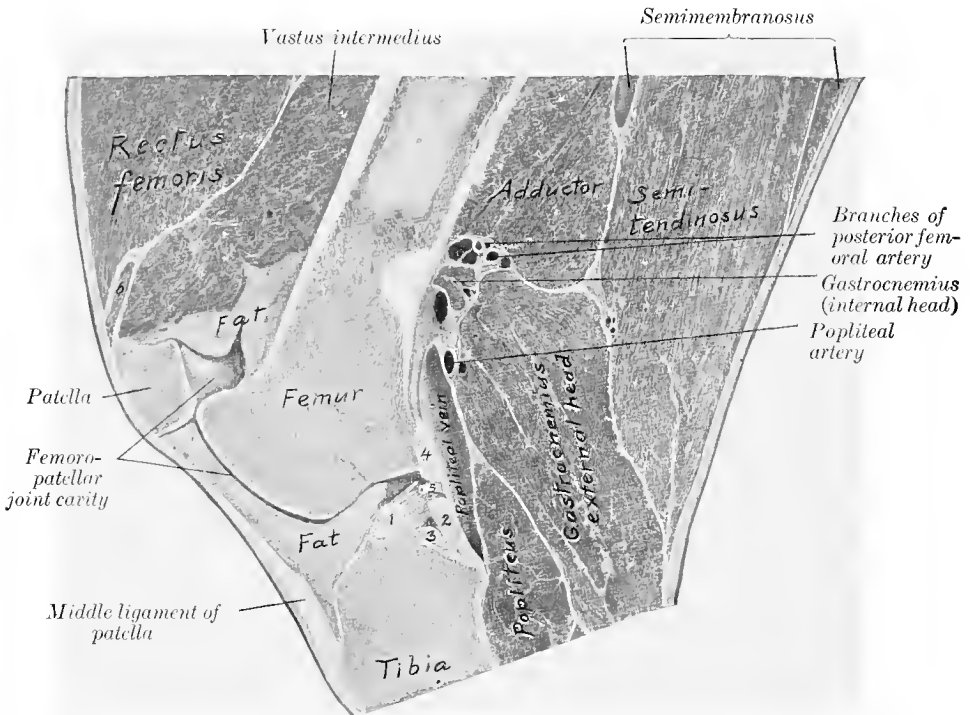 Semimembranosus
Vastus intermedius
Rectus
femoris
Adductor
Semi-
tendinosus
Branches of
posterior fem-
oral artery
Gastrocnemius
(internal head)
Popliteal
artery
6
Fat
Patella
Femur
Femoro-
patellar
joint cavity
Popliteal vein
Gastrocnemius
external head
4
5
1
2
3
Fat
Popliteus
Middle ligament of
patella
Tibia